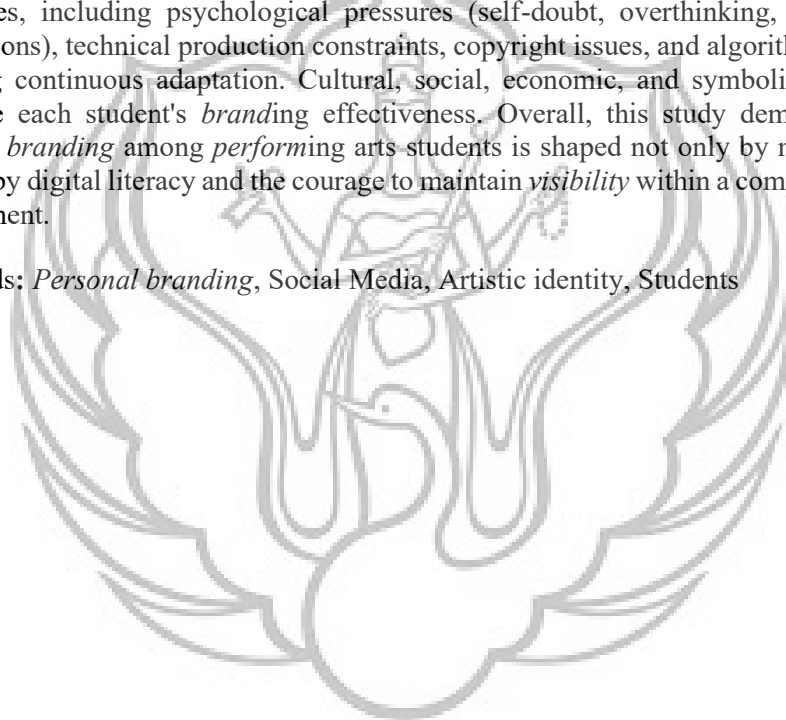 es, including psychological pressures (self-doubt, overthinking,
ons), technical production constraints, copyright issues, and algorith
g continuous adaptation. Cultural, social, economic, and symboli
e each student's branding effectiveness. Overall, this study dem
branding among performing arts students is shaped not only by m
by digital literacy and the courage to maintain visibility within a com
ment.
ds: Personal branding, Social Media, Artistic identity, Students